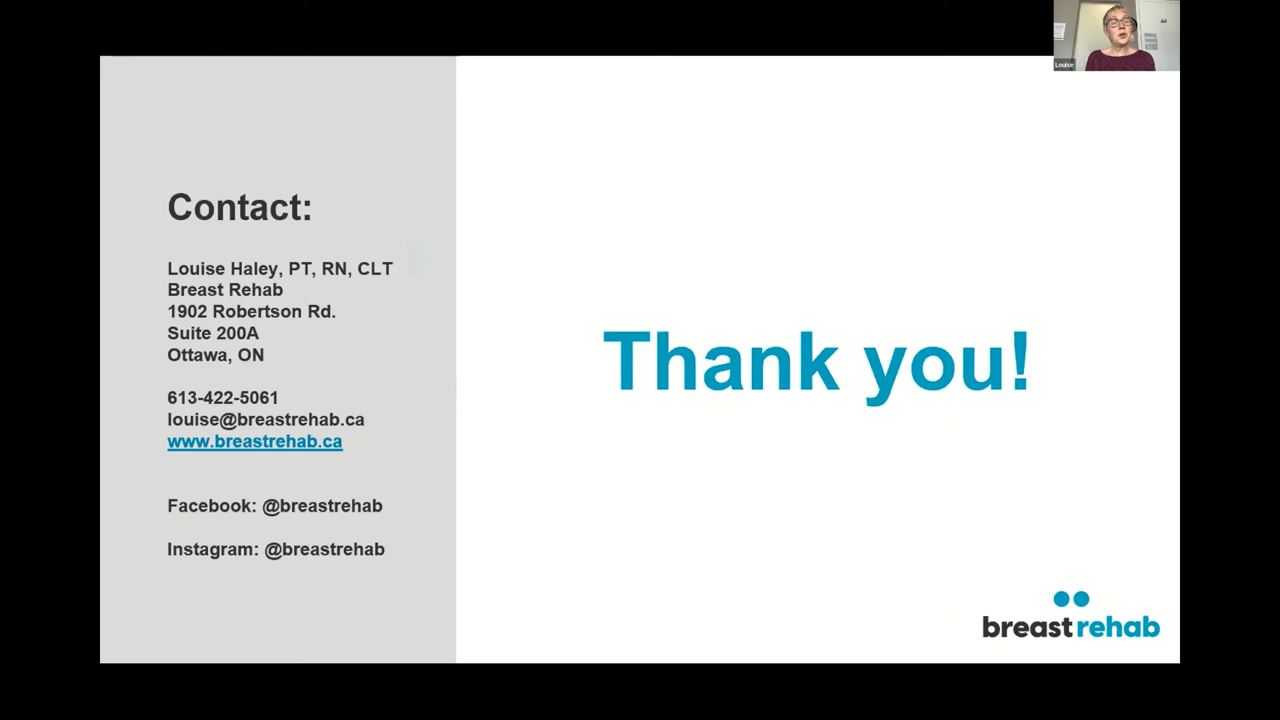 Louise
Contact:
Louise Haley, PT, RN, CLT
Breast Rehab
1902 Robertson Rd.
Suite 200A
Ottawa, ON
613-422-5061
louise@breastrehab.ca
www.breastrehab.ca
Facebook: @breastrehab
Instagram: @breastrehab
Thank you!
breast rehab